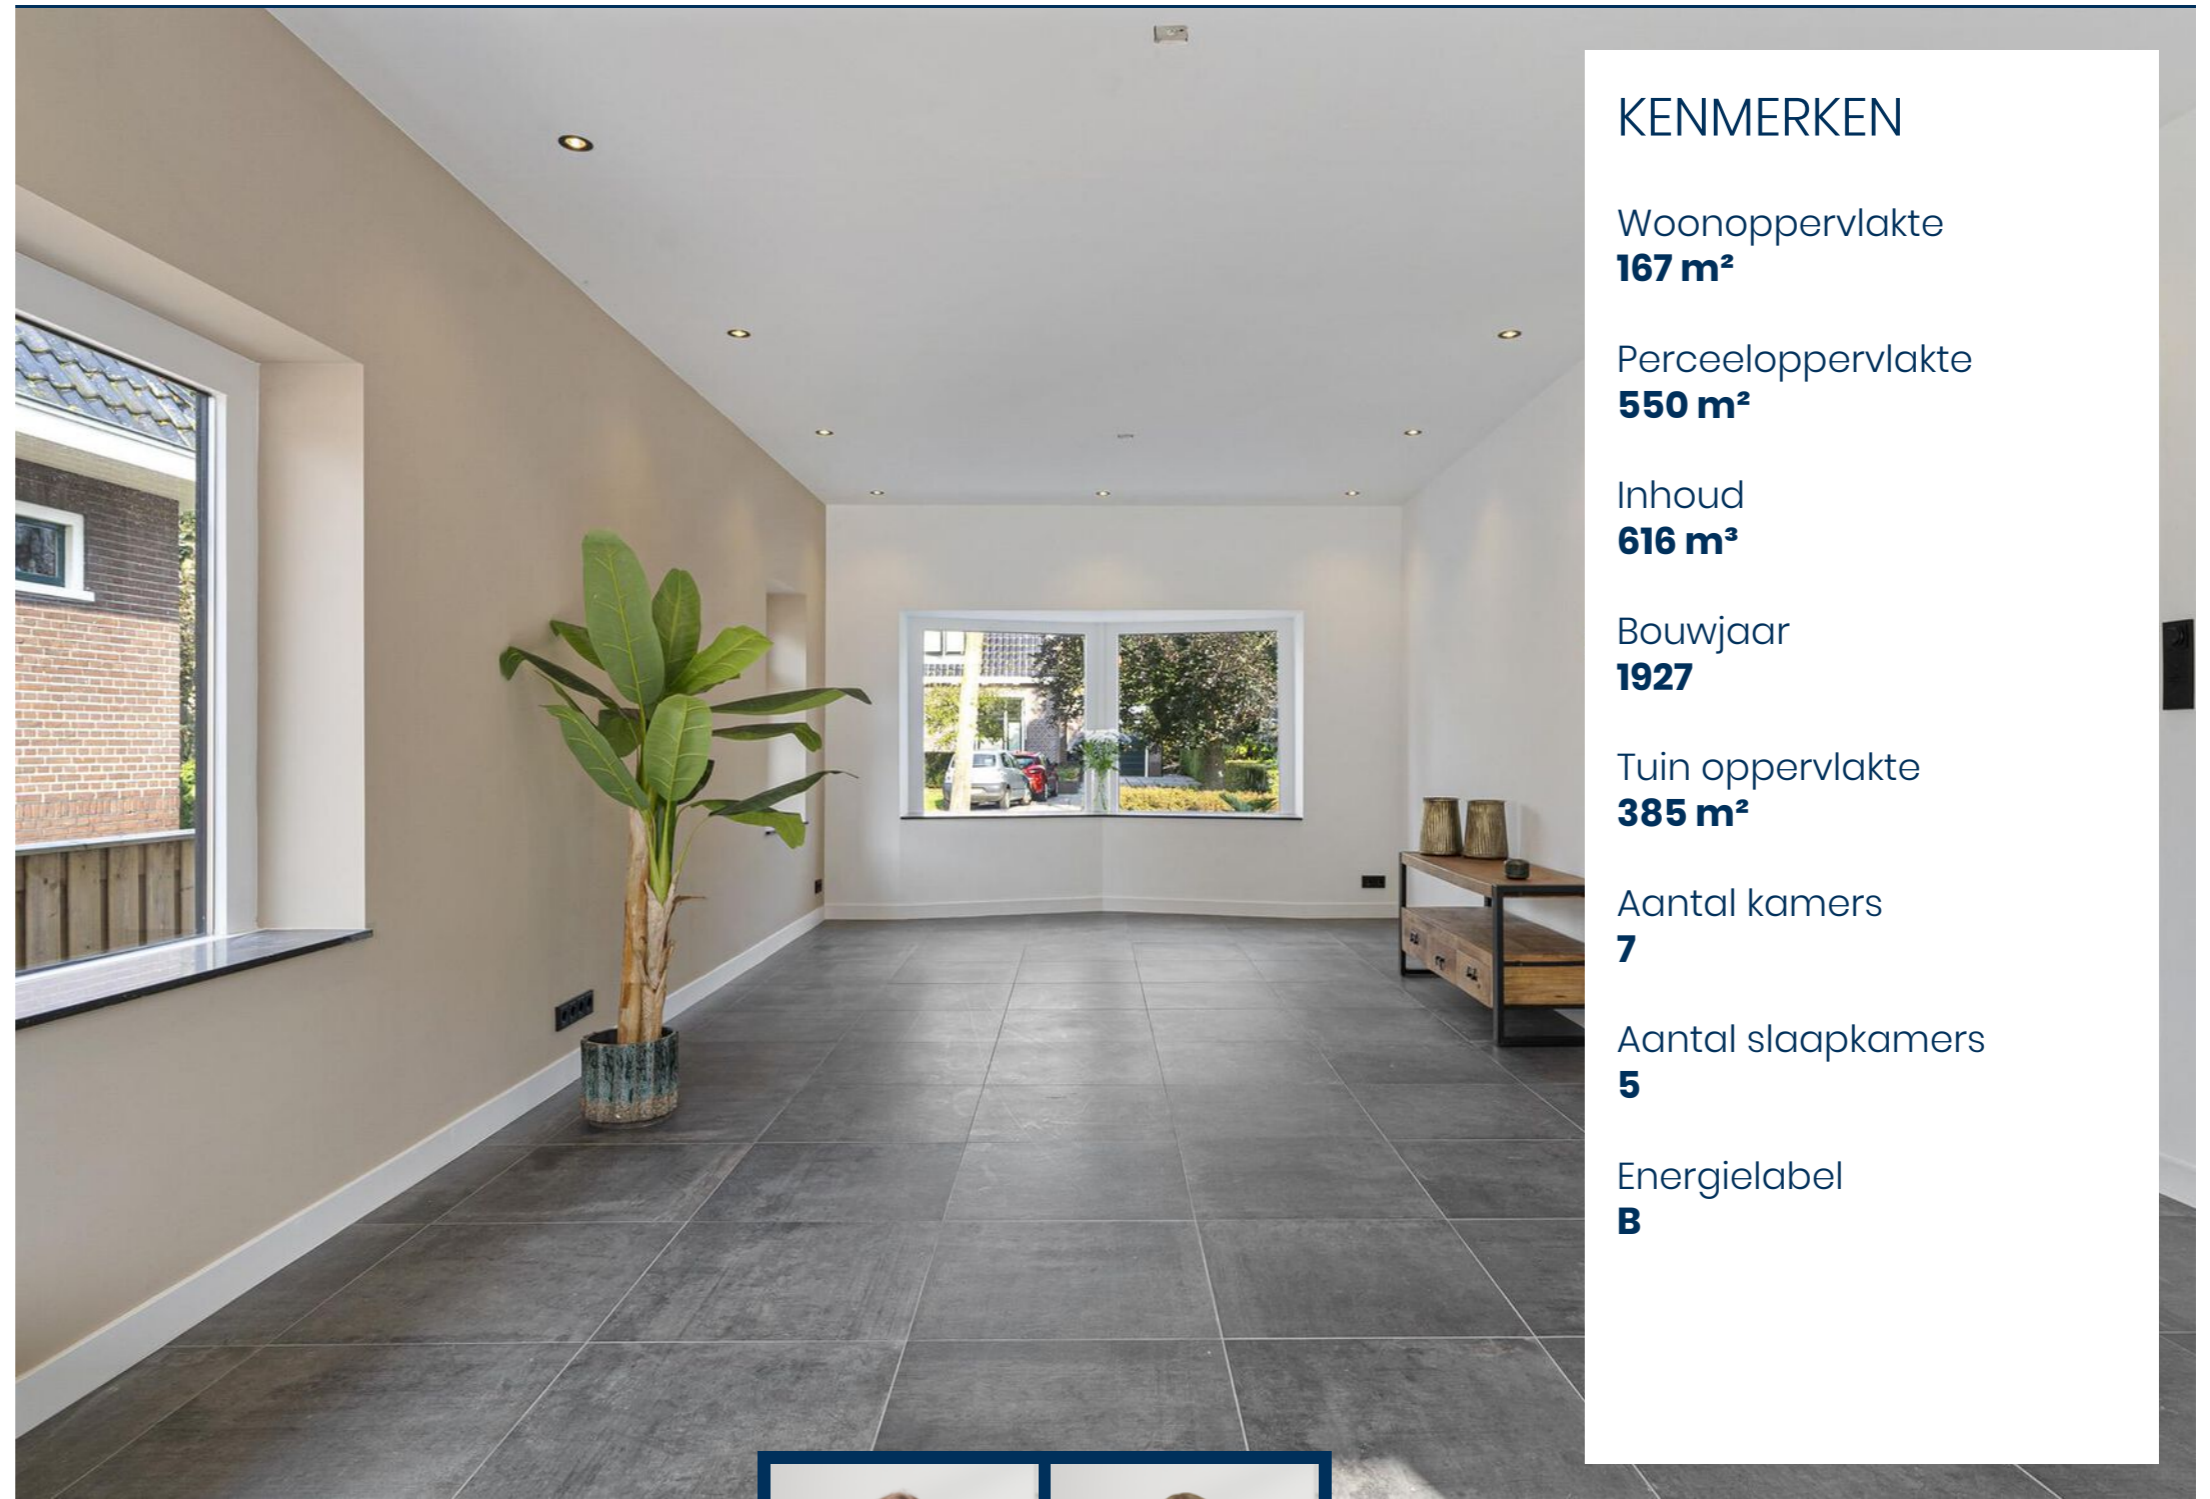 KENMERKEN
Woonoppervlakte
167 m²
Perceeloppervlakte
550 m²
Inhoud
616 m³
Bouwjaar
1927
Tuin oppervlakte
385 m²
Aantal kamers
7
Aantal slaapkamers
5
Energielabel
B